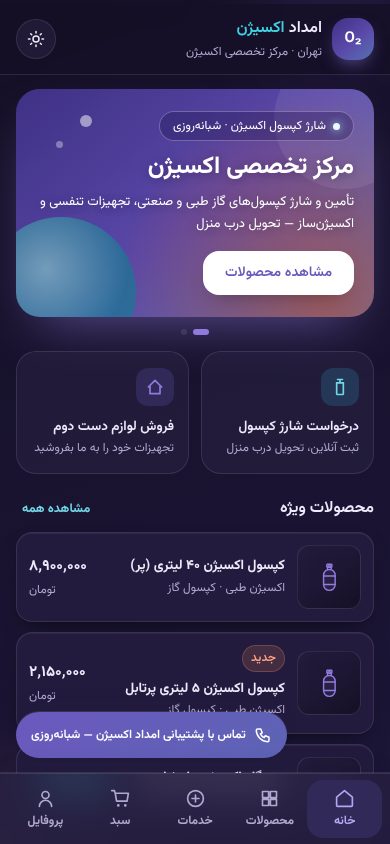 O₂
امداد اکسیژن
تهران · مرکز تخصصی اکسیژن
شارژ کپسول اکسیژن · شبانه‌روزی
مرکز تخصصی اکسیژن
تأمین و شارژ کپسول‌های گاز طبی و صنعتی، تجهیزات تنفسی و
اکسیژن‌ساز — تحویل درب منزل
مشاهده محصولات
درخواست شارژ کپسول
ثبت آنلاین، تحویل درب منزل
فروش لوازم دست دوم
تجهیزات خود را به ما بفروشید
محصولات ویژه
مشاهده همه
کپسول اکسیژن ۴۰ لیتری (پر)
اکسیژن طبی · کپسول گاز
۸,۹۰۰,۰۰۰
تومان
جدید
کپسول اکسیژن ۵ لیتری پرتابل
اکسیژن طبی · کپسول گاز
۲,۱۵۰,۰۰۰
تومان
تماس با پشتیبانی امداد اکسیژن — شبانه‌روزی
خانه
محصولات
خدمات
سبد
پروفایل